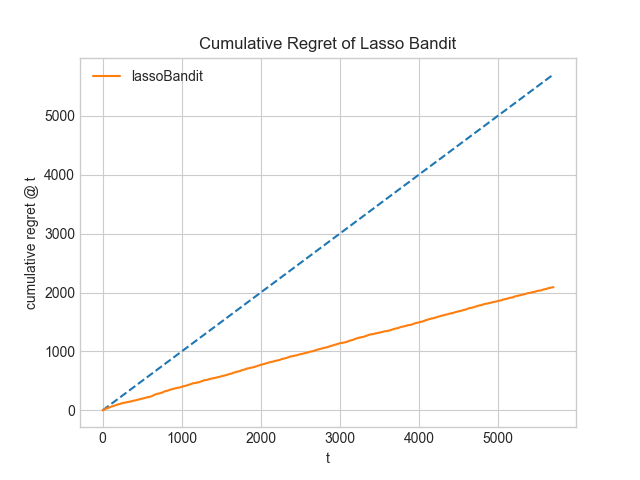 Cumulative Regret of Lasso Bandit
lassoBandit
5000
4000
3000
2000
1000
0
cumulative regret @ t
0 1000 2000 3000 4000 5000
t